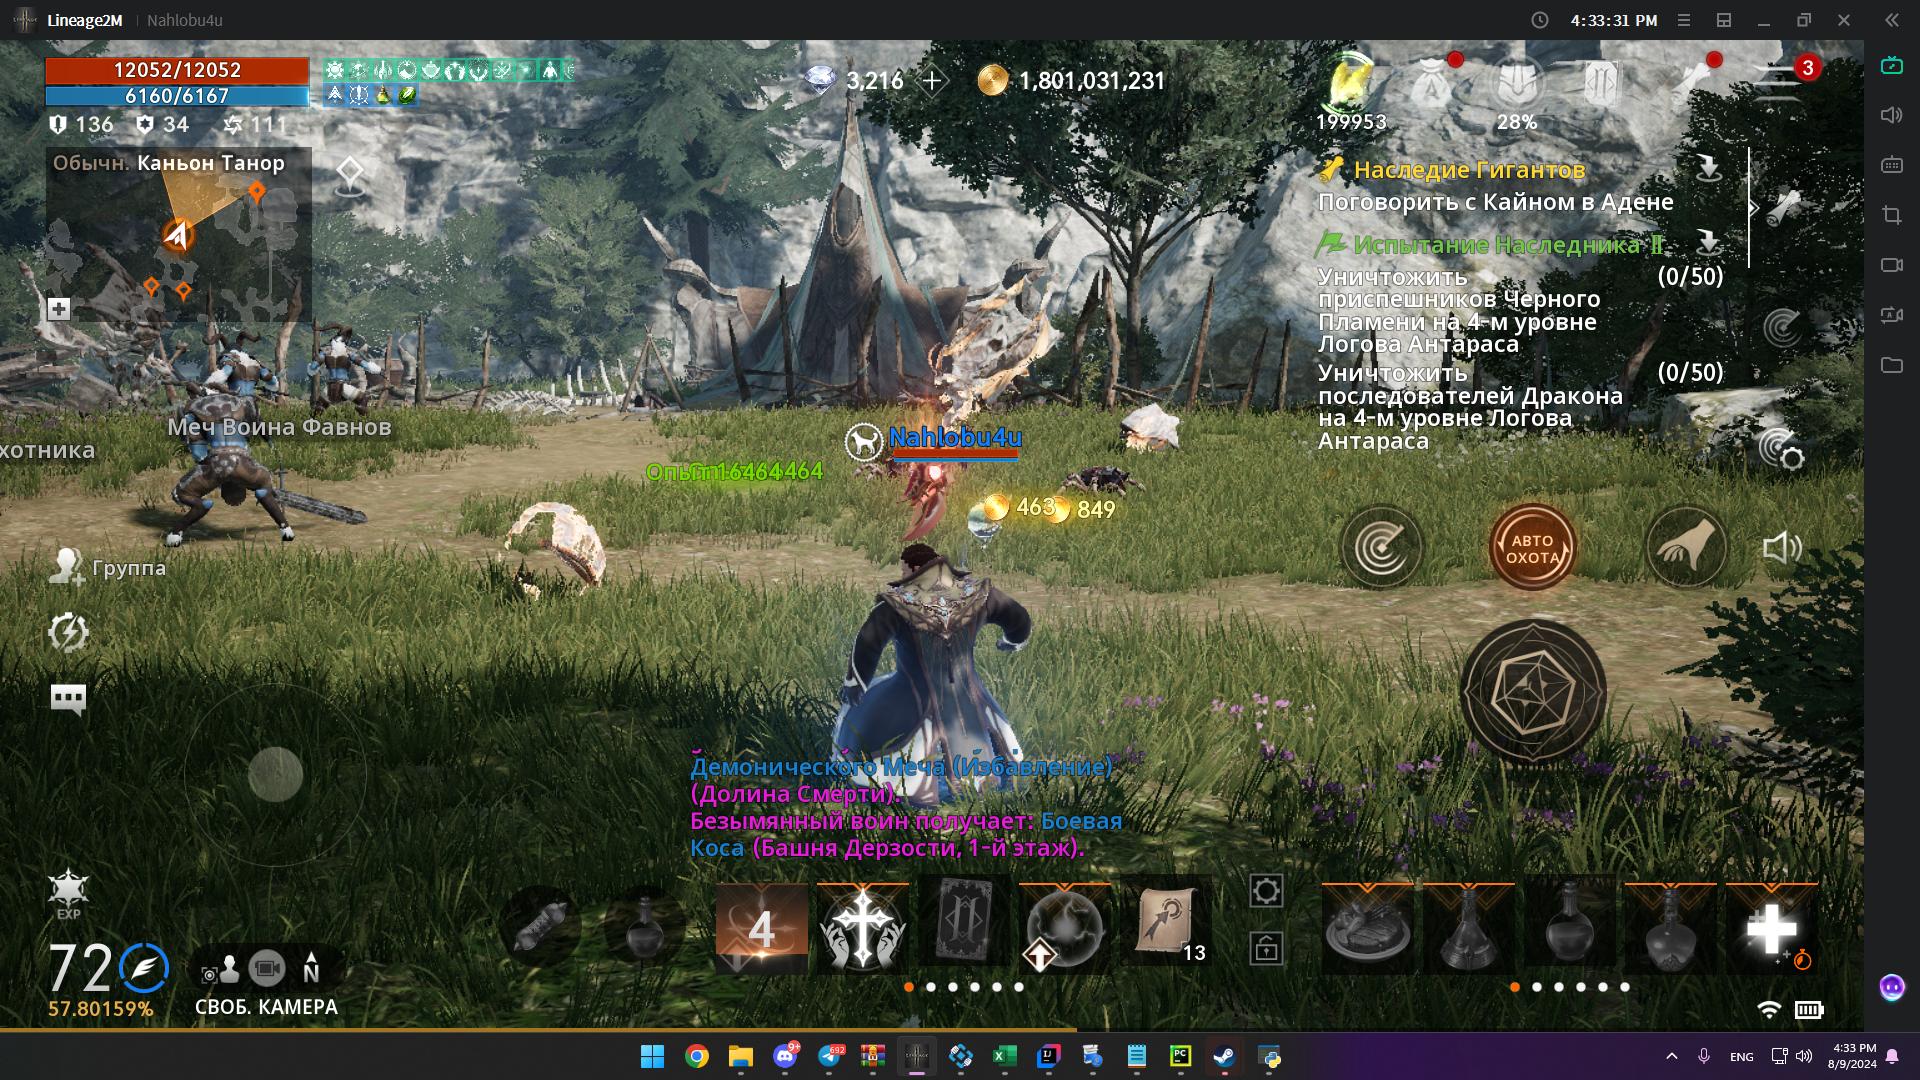 Lineage2M | Nahlobu4u
4:33:31 PM
12052/12052
6160/6167
136 34 111
3,216
1,801,031,231
199953
28%
3
Обычн. Каньон Танор
Наследие Гигантов
Поговорить с Кайном в Адене
Испытание Наследника Ⅱ
Уничтожить (0/50)
приспешников Черного
Пламени на 4-м уровне
Логова Антараса
Уничтожить (0/50)
последователей Дракона
на 4-м уровне Логова
Антараса
Меч Воина Фавнов
хотника
Nahlobu4u
463
849
АВТО
ОХОТА
Группа
Демонического Меча (Избавление)
(Долина Смерти).
Безымянный воин получает: Боевая
Коса (Башня Дерзости, 1-й этаж).
EXP
72
57.80159%
N
СВОБ. КАМЕРА
4
13
9+
692
PC
ENG
4:33 PM
8/9/2024